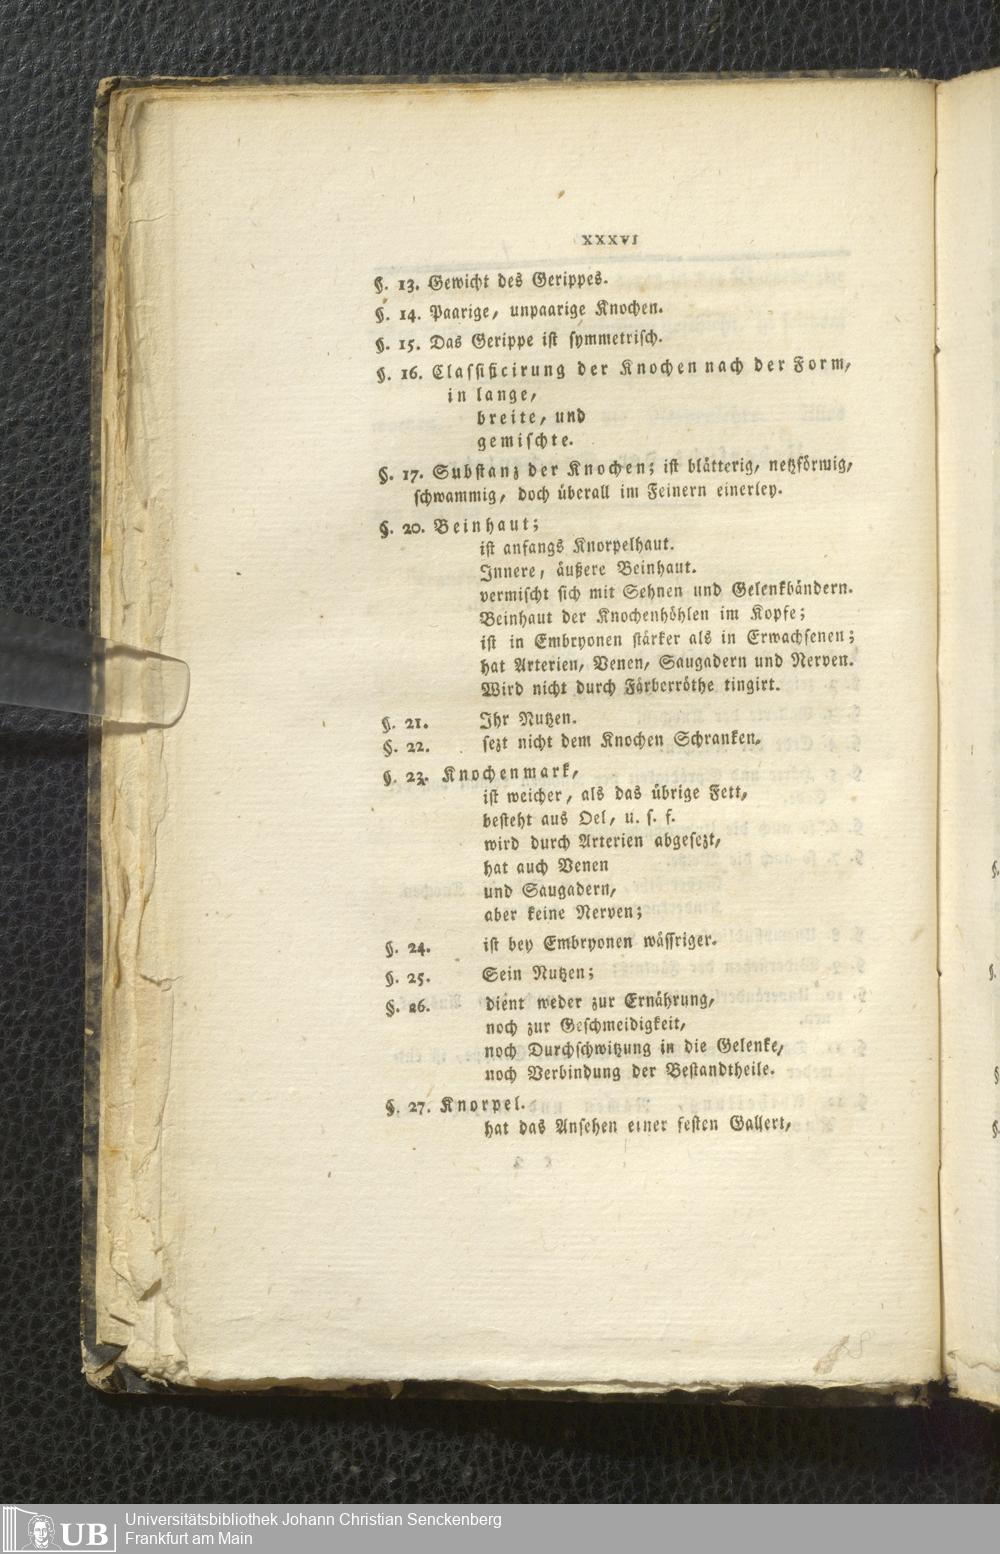 XXXVI
§. 13. Gewicht des Gerippes.
§. 14. Paarige, unpaarige Knochen.
§. 15. Das Gerippe ist symmetrisch.
§. 16. Classificirung der Knochen nach der Form,
in lange,
breite, und
gemischte.
§. 17. Substanz der Knochen; ist blätterig, netzförmig,
schwammig, doch überall im Feinern einerley.
§. 20. Beinhaut;
ist anfangs Knorpelhaut.
Innere, äußere Beinhaut.
vermischt sich mit Sehnen und Gelenkbändern.
Beinhaut der Knochenhöhlen im Kopfe;
ist in Embryonen stärker als in Erwachsenen;
hat Arterien, Venen, Saugadern und Nerven.
Wird nicht durch Färberröthe tingirt.
§. 21. Ihr Nutzen.
§. 22. sezt nicht dem Knochen Schranken.
§. 23. Knochenmark,
ist weicher, als das übrige Fett,
besteht aus Oel, u. s. f.
wird durch Arterien abgesezt,
hat auch Venen
und Saugadern,
aber keine Nerven;
§. 24. ist bey Embryonen wässriger.
§. 25. Sein Nutzen;
§. 26. dient weder zur Ernährung,
noch zur Geschmeidigkeit,
noch Durchschwitzung in die Gelenke,
noch Verbindung der Bestandtheile.
§. 27. Knorpel.
hat das Ansehen einer festen Gallert,
UB
Universitätsbibliothek Johann Christian Senckenberg
Frankfurt am Main